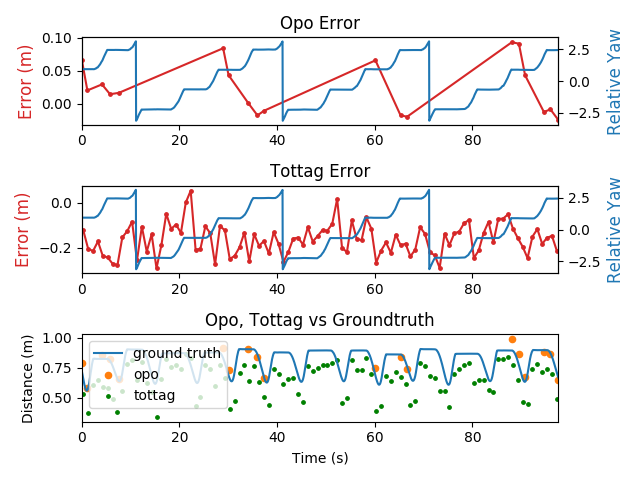 Opo Error
Error (m)
0.10
0.05
0.00
2.5
0.0
−2.5
Relative Yaw
0 20 40 60 80
Tottag Error
Error (m)
0.0
−0.2
2.5
0.0
−2.5
Relative Yaw
0 20 40 60 80
Opo, Tottag vs Groundtruth
Distance (m)
1.00
0.75
0.50
ground truth
opo
tottag
0 20 40 60 80
Time (s)